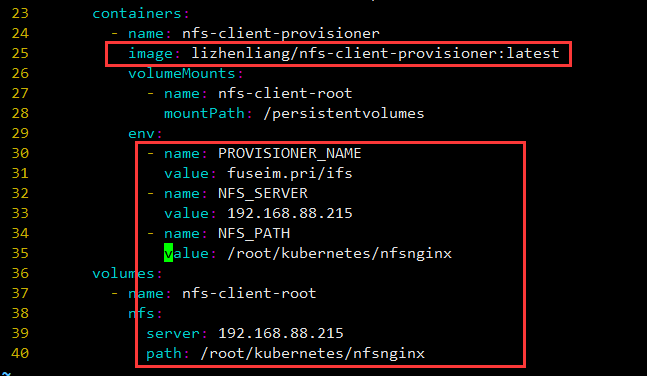 23       containers:
24         - name: nfs-client-provisioner
25           image: lizhenliang/nfs-client-provisioner:latest
26           volumeMounts:
27             - name: nfs-client-root
28               mountPath: /persistentvolumes
29           env:
30             - name: PROVISIONER_NAME
31               value: fuseim.pri/ifs
32             - name: NFS_SERVER
33               value: 192.168.88.215
34             - name: NFS_PATH
35               value: /root/kubernetes/nfsnginx
36       volumes:
37         - name: nfs-client-root
38           nfs:
39             server: 192.168.88.215
40             path: /root/kubernetes/nfsnginx
~